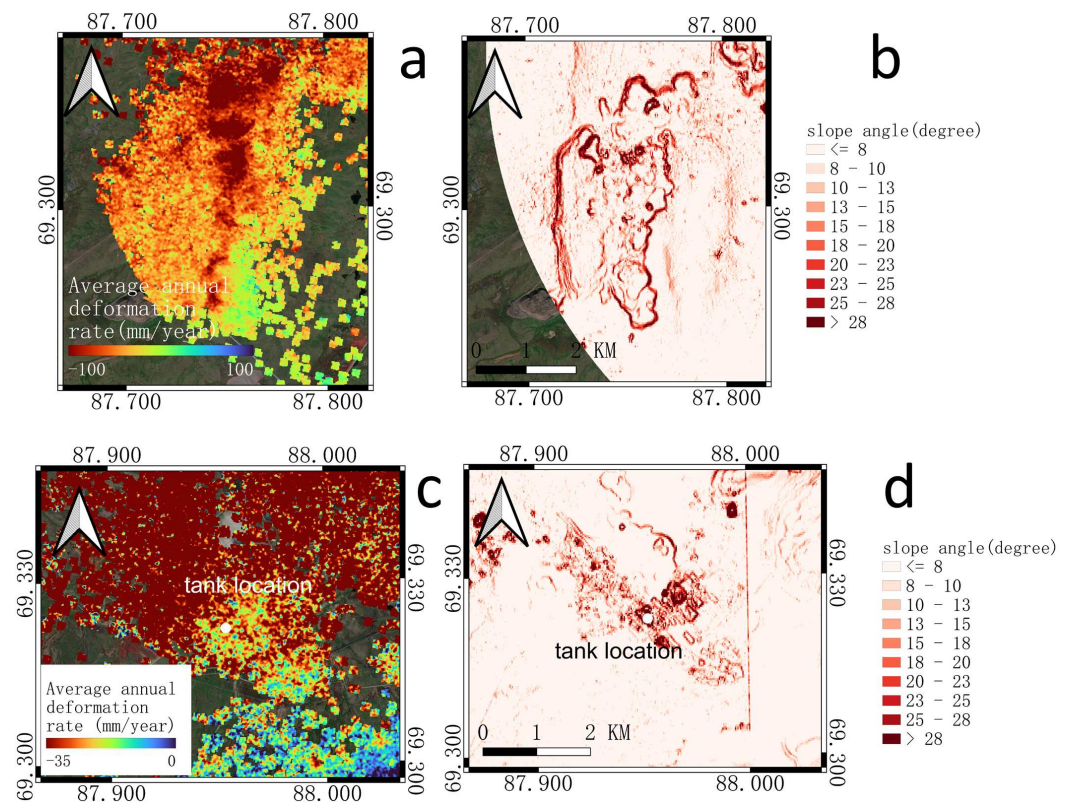 87.700 87.800
a
69.300
69.300
Average annual
deformation
rate(mm/year)
-100 100
87.700 87.800
87.700 87.800
b
69.300
69.300
0 1 2 KM
87.700 87.800
slope angle(degree)
<= 8
8 - 10
10 - 13
13 - 15
15 - 18
18 - 20
20 - 23
23 - 25
25 - 28
> 28
87.900 88.000
c
69.330
69.330
tank location
Average annual
deformation
rate (mm/year)
-35 0
69.300
69.300
87.900 88.000
87.900 88.000
d
69.330
69.330
tank location
0 1 2 KM
69.300
69.300
87.900 88.000
slope angle(degree)
<= 8
8 - 10
10 - 13
13 - 15
15 - 18
18 - 20
20 - 23
23 - 25
25 - 28
> 28